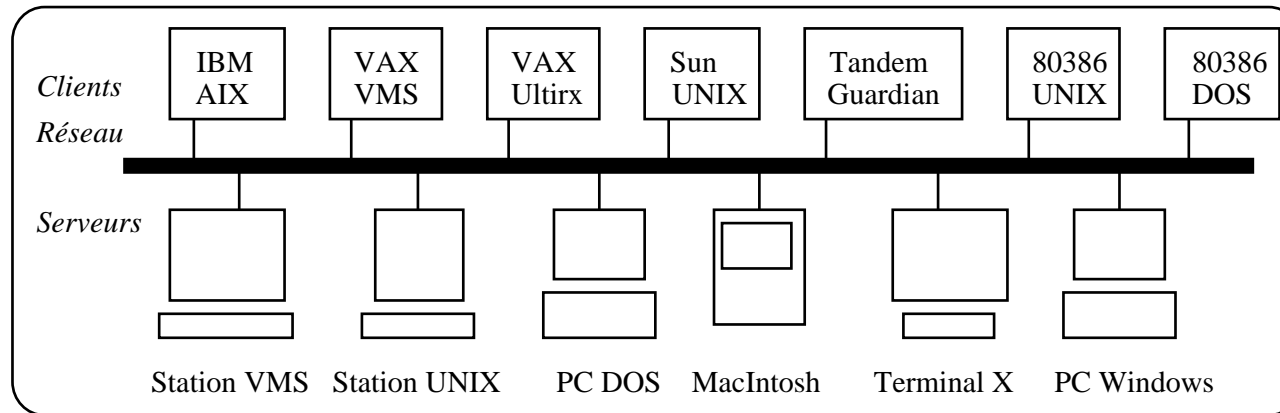 IBM
AIX
VAX
VMS
VAX
Ultirx
Sun
UNIX
Tandem
Guardian
80386
UNIX
80386
DOS
Clients
Réseau
Serveurs
Station VMS
Station UNIX
PC DOS
MacIntosh
Terminal X
PC Windows